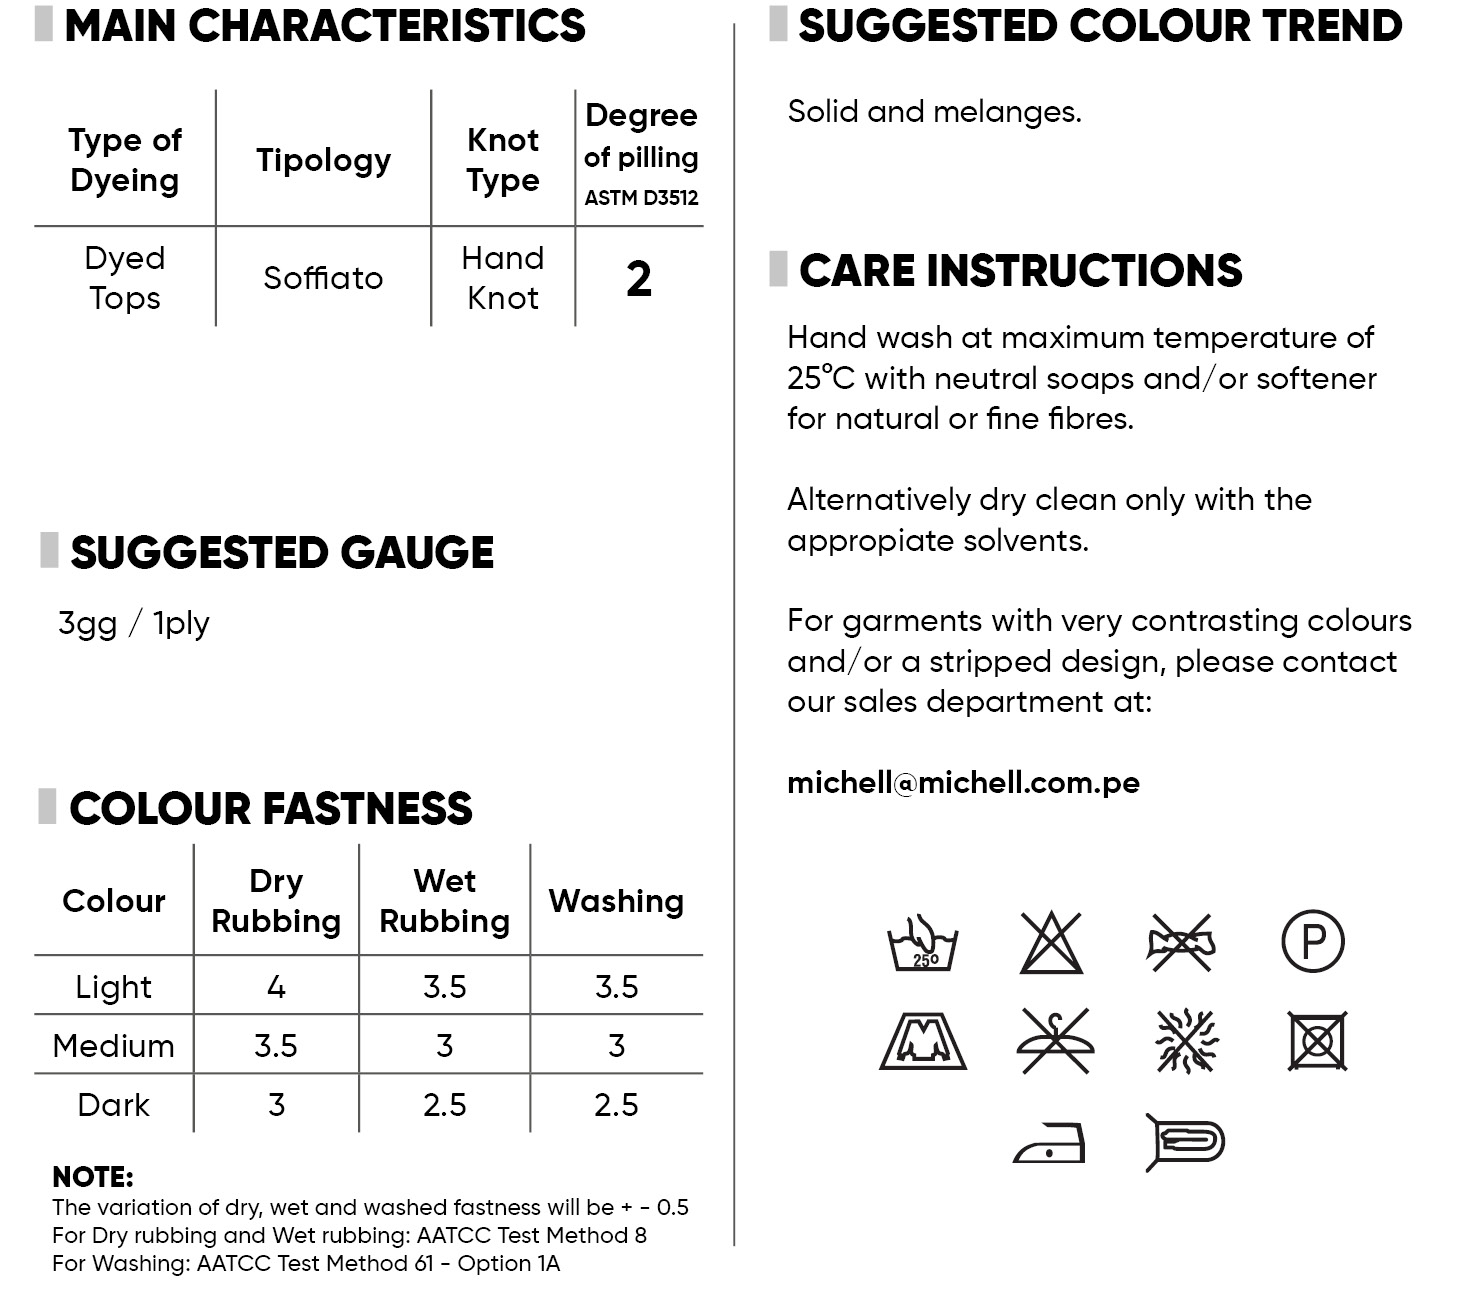 MAIN CHARACTERISTICS
Type of
Dyeing
Tipology
Knot
Type
Degree
of pilling
ASTM D3512
Dyed
Tops
Soffiato
Hand
Knot
2
SUGGESTED GAUGE
3gg / 1ply
COLOUR FASTNESS
Colour
Dry
Rubbing
Wet
Rubbing
Washing
Light 4 3.5 3.5
Medium 3.5 3 3
Dark 3 2.5 2.5
NOTE:
The variation of dry, wet and washed fastness will be + - 0.5
For Dry rubbing and Wet rubbing: AATCC Test Method 8
For Washing: AATCC Test Method 61 - Option 1A
SUGGESTED COLOUR TREND
Solid and melanges.
CARE INSTRUCTIONS
Hand wash at maximum temperature of
25°C with neutral soaps and/or softener
for natural or fine fibres.
Alternatively dry clean only with the
appropiate solvents.
For garments with very contrasting colours
and/or a stripped design, please contact
our sales department at:
michell@michell.com.pe
25º
P